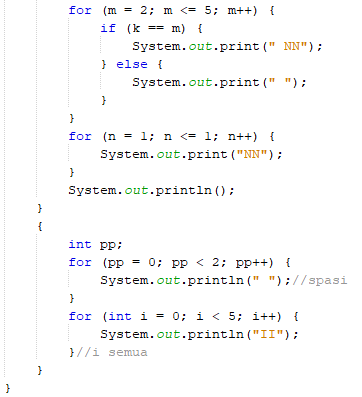 for (m = 2; m <= 5; m++) {
if (k == m) {
System.out.print(" NN");
} else {
System.out.print(" ");
}
}
for (n = 1; n <= 1; n++) {
System.out.print("NN");
}
System.out.println();
}
{
int pp;
for (pp = 0; pp < 2; pp++) {
System.out.println(" ");//spasi
}
for (int i = 0; i < 5; i++) {
System.out.println("II");
}//i semua
}
}